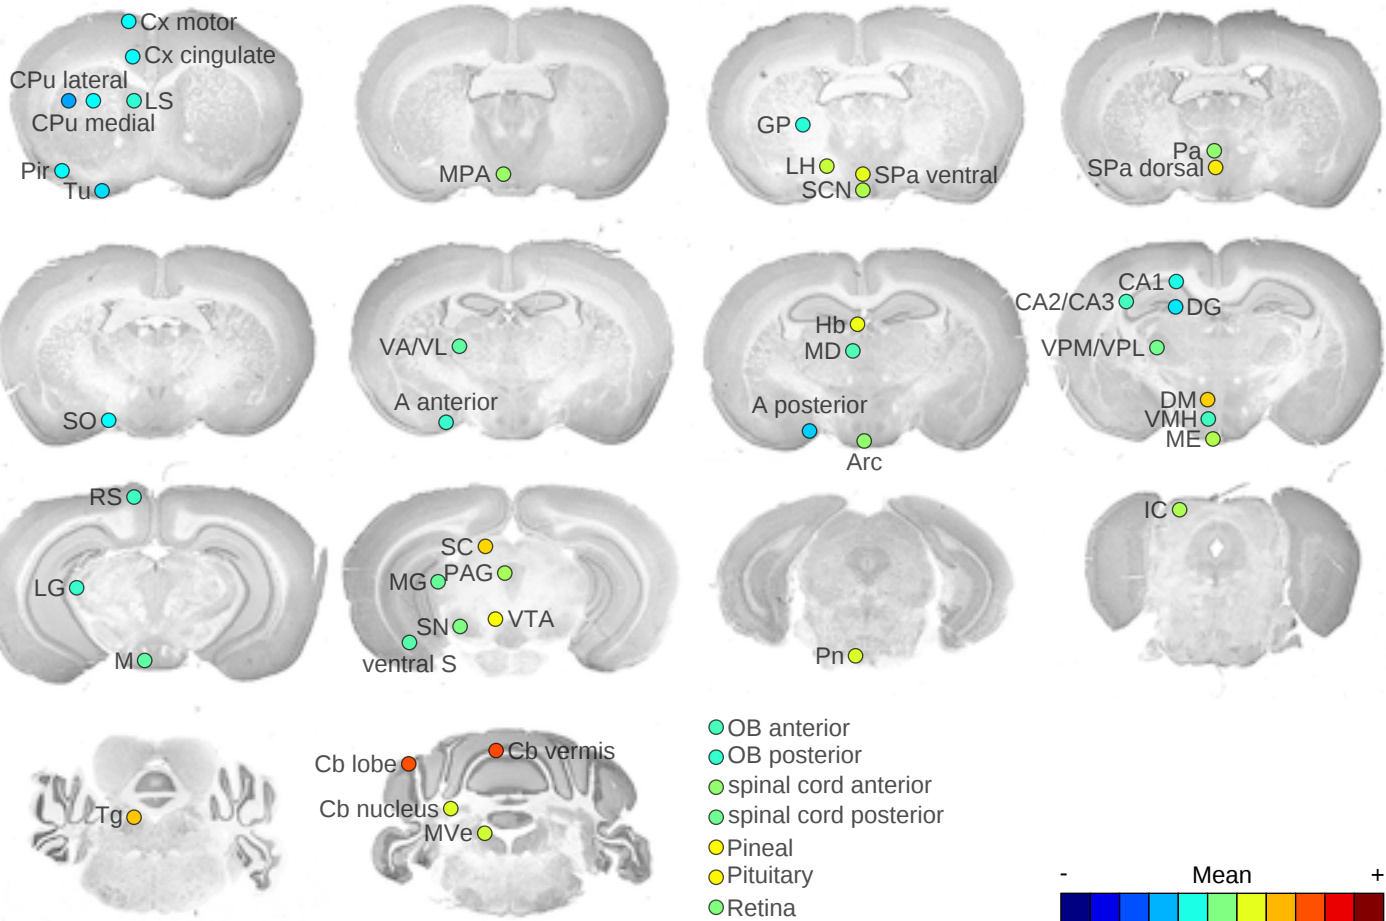 Cx motor
Cx cingulate
CPu lateral
LS
CPu medial
Pir
Tu
MPA
GP
LH
SPa ventral
SCN
Pa
SPa dorsal
SO
VA/VL
A anterior
Hb
MD
A posterior
Arc
CA1
CA2/CA3
DG
VPM/VPL
DM
VMH
ME
RS
LG
M
SC
PAG
MG
VTA
SN
ventral S
Pn
IC
Tg
Cb lobe
Cb vermis
Cb nucleus
MVe
OB anterior
OB posterior
spinal cord anterior
spinal cord posterior
Pineal
Pituitary
Retina
- Mean +